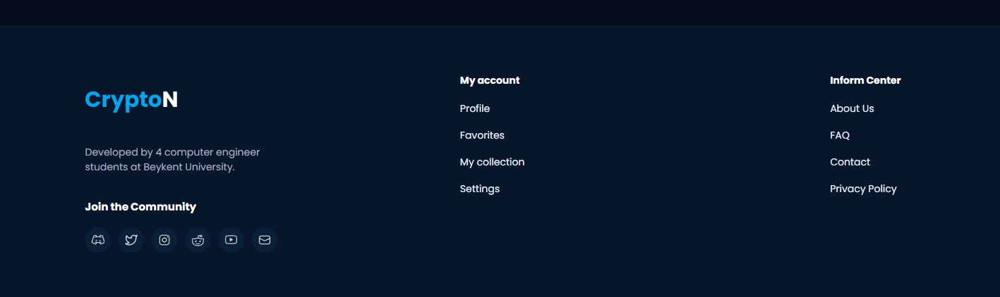 CryptoN
Developed by 4 computer engineer
students at Beykent University.
Join the Community
My account
Profile
Favorites
My collection
Settings
Inform Center
About Us
FAQ
Contact
Privacy Policy